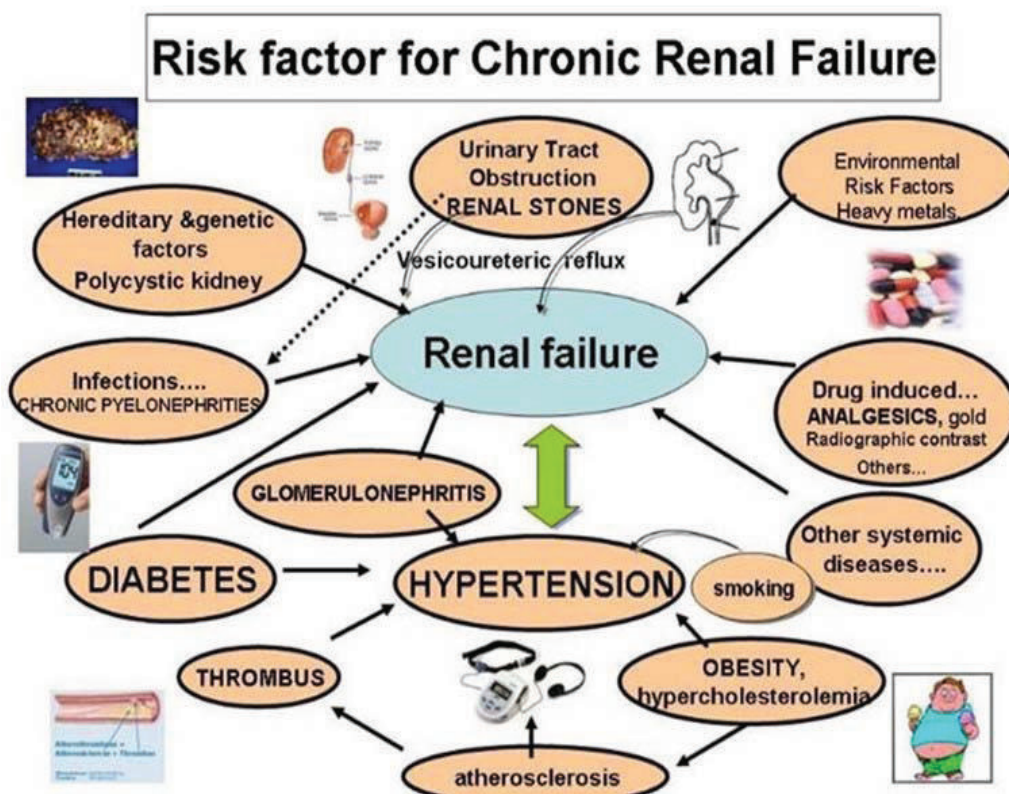 Risk factor for Chronic Renal Failure
Urinary Tract
Obstruction
RENAL STONES
Environmental
Risk Factors
Heavy metals
Hereditary &genetic
factors
Polycystic kidney
Vesicoureteric reflux
Renal failure
Infections....
CHRONIC PYELONEPHRITIES
Drug induced...
ANALGESICS, gold
Radiographic contrast
Others...
104
GLOMERULONEPHRITIS
Other systemic
diseases....
DIABETES
HYPERTENSION
smoking
THROMBUS
OBESITY,
hypercholesterolemia
atherosclerosis